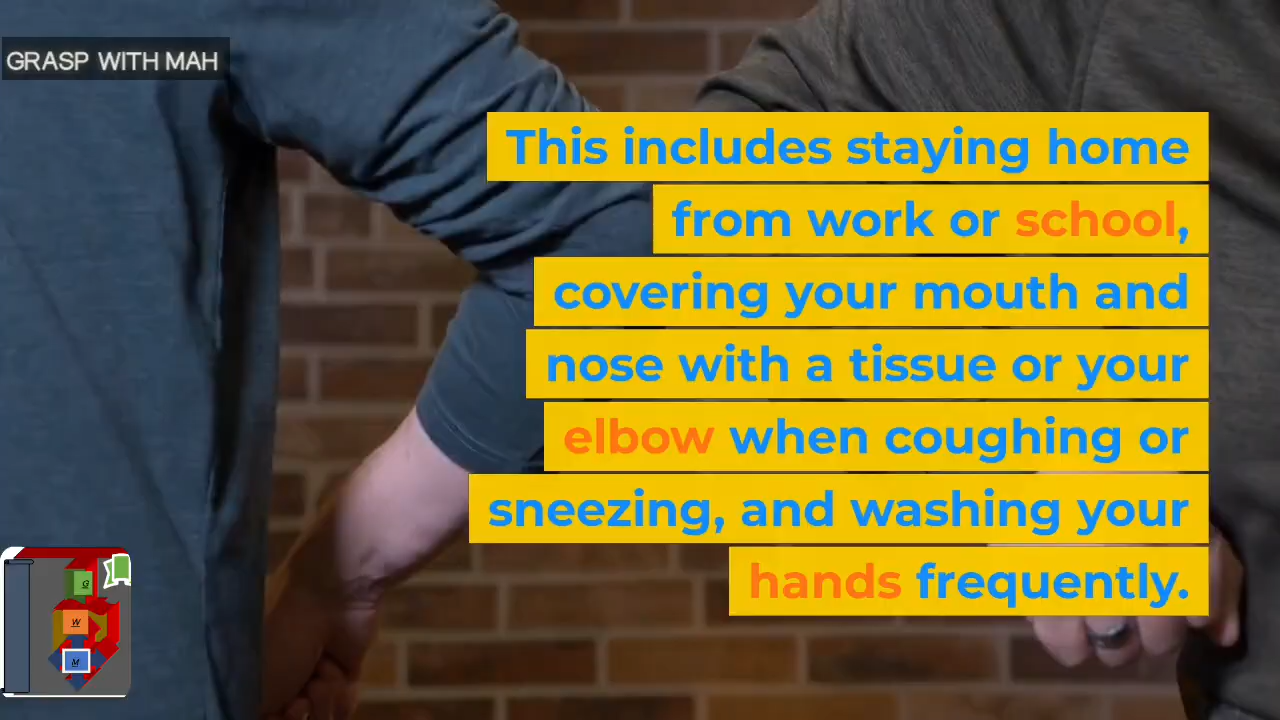 GRASP WITH MAH
This includes staying home
from work or school,
covering your mouth and
nose with a tissue or your
elbow when coughing or
sneezing, and washing your
hands frequently.
G
W
M